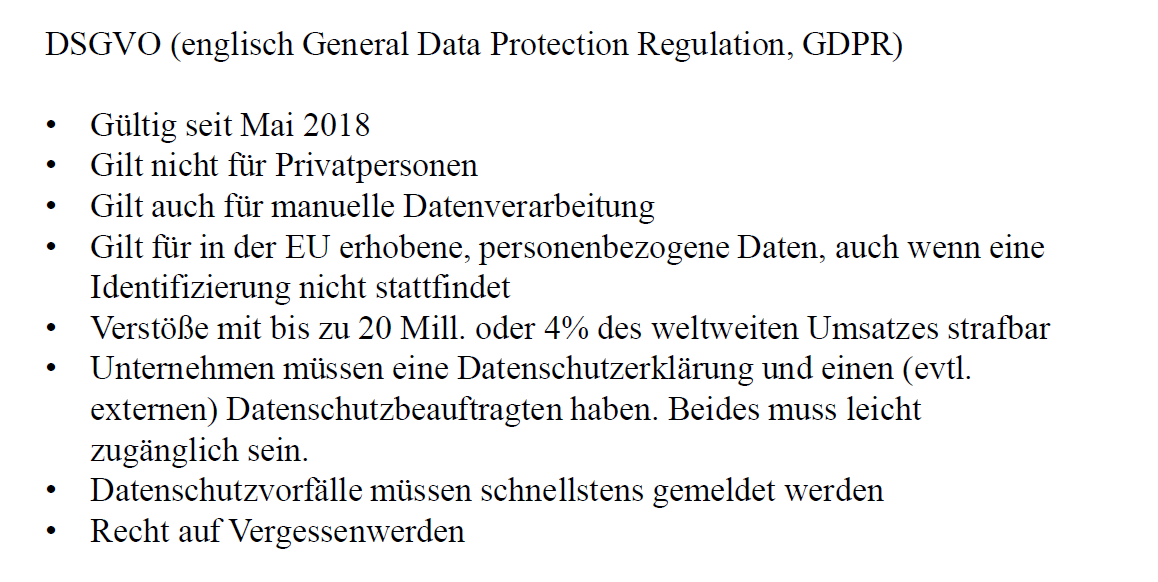 DSGVO (englisch General Data Protection Regulation, GDPR)
• Gültig seit Mai 2018
• Gilt nicht für Privatpersonen
• Gilt auch für manuelle Datenverarbeitung
• Gilt für in der EU erhobene, personenbezogene Daten, auch wenn eine
Identifizierung nicht stattfindet
• Verstöße mit bis zu 20 Mill. oder 4% des weltweiten Umsatzes strafbar
• Unternehmen müssen eine Datenschutzerklärung und einen (evtl.
externen) Datenschutzbeauftragten haben. Beides muss leicht
zugänglich sein.
• Datenschutzvorfälle müssen schnellstens gemeldet werden
• Recht auf Vergessenwerden